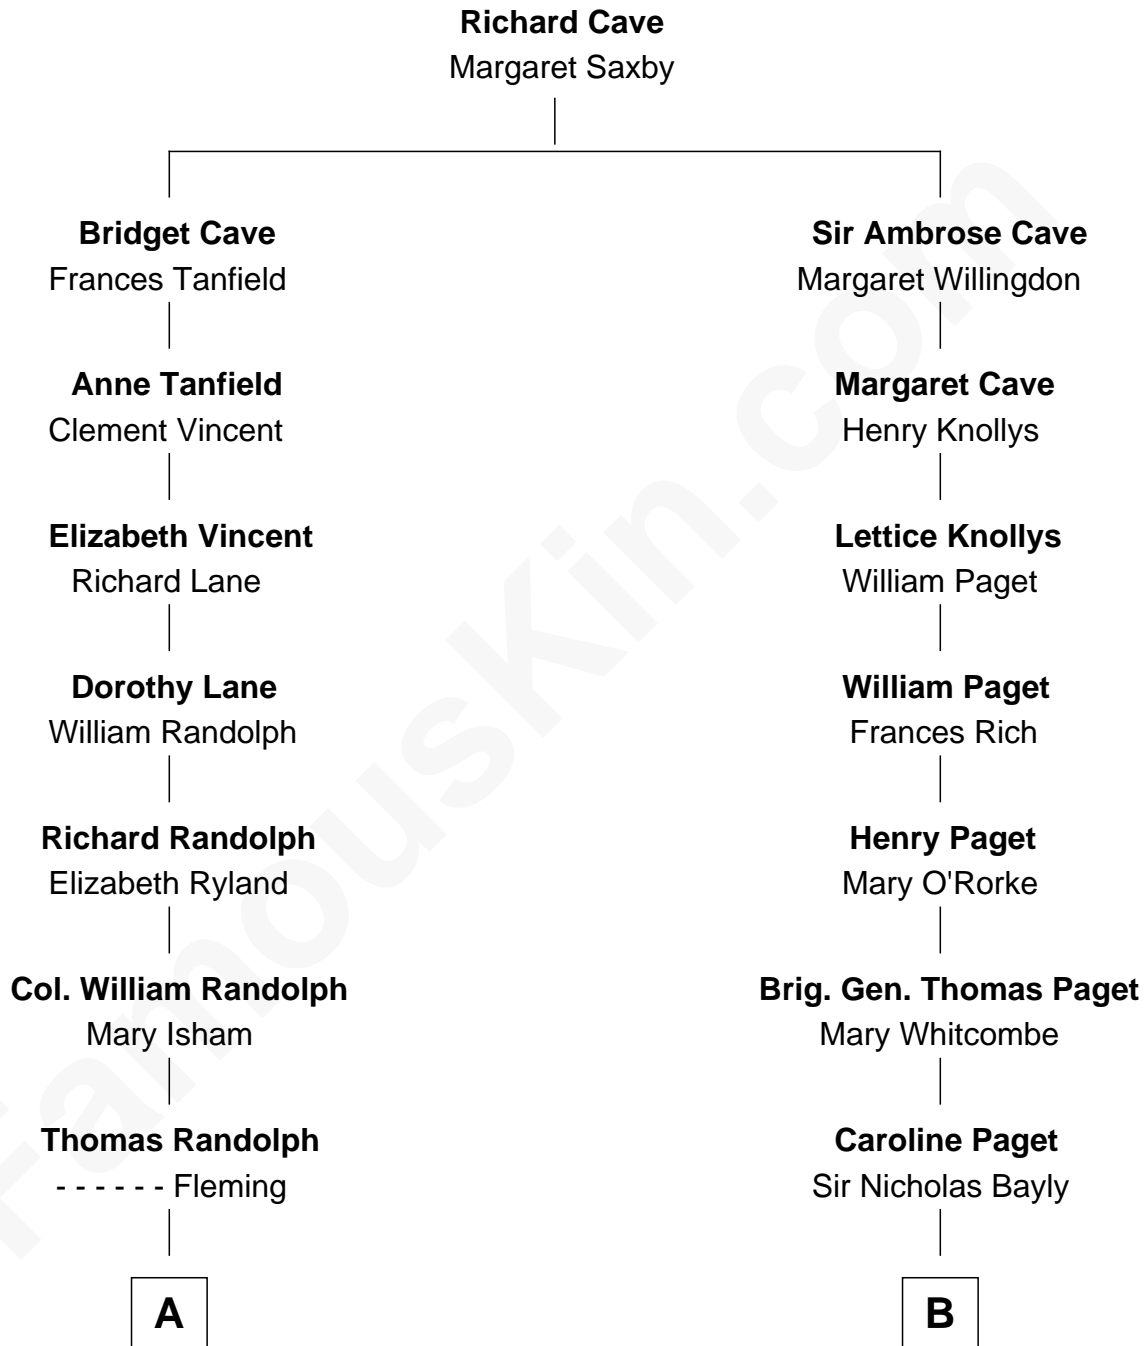 Richard Cave
Margaret Saxby
Bridget Cave
Frances Tanfield
Sir Ambrose Cave
Margaret Willingdon
Anne Tanfield
Clement Vincent
Margaret Cave
Henry Knollys
Elizabeth Vincent
Richard Lane
Lettice Knollys
William Paget
Dorothy Lane
William Randolph
William Paget
Frances Rich
Richard Randolph
Elizabeth Ryland
Henry Paget
Mary O'Rorke
Col. William Randolph
Mary Isham
Brig. Gen. Thomas Paget
Mary Whitcombe
Thomas Randolph
- - - - - - Fleming
Caroline Paget
Sir Nicholas Bayly
A
B
FamousKin.com